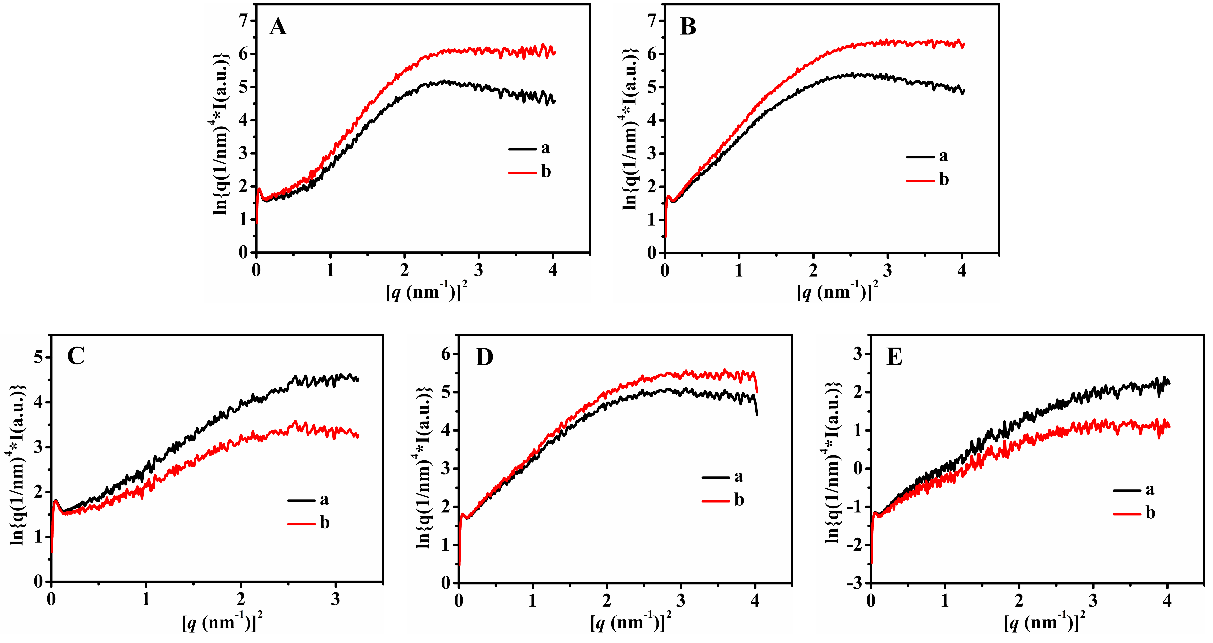 A
ln{q(1/nm)^4*I(a.u.)}
7
6
5
4
3
2
1
0
a
b
0 1 2 3 4
[q (nm^-1)]^2
B
ln{q(1/nm)^4*I(a.u.)}
7
6
5
4
3
2
1
0
a
b
0 1 2 3 4
[q (nm^-1)]^2
C
ln{q(1/nm)^4*I(a.u.)}
5
4
3
2
1
0
a
b
0 1 2 3
[q (nm^-1)]^2
D
ln{q(1/nm)^4*I(a.u.)}
6
5
4
3
2
1
0
a
b
0 1 2 3 4
[q (nm^-1)]^2
E
ln{q(1/nm)^4*I(a.u.)}
3
2
1
0
-1
-2
-3
a
b
0 1 2 3 4
[q (nm^-1)]^2